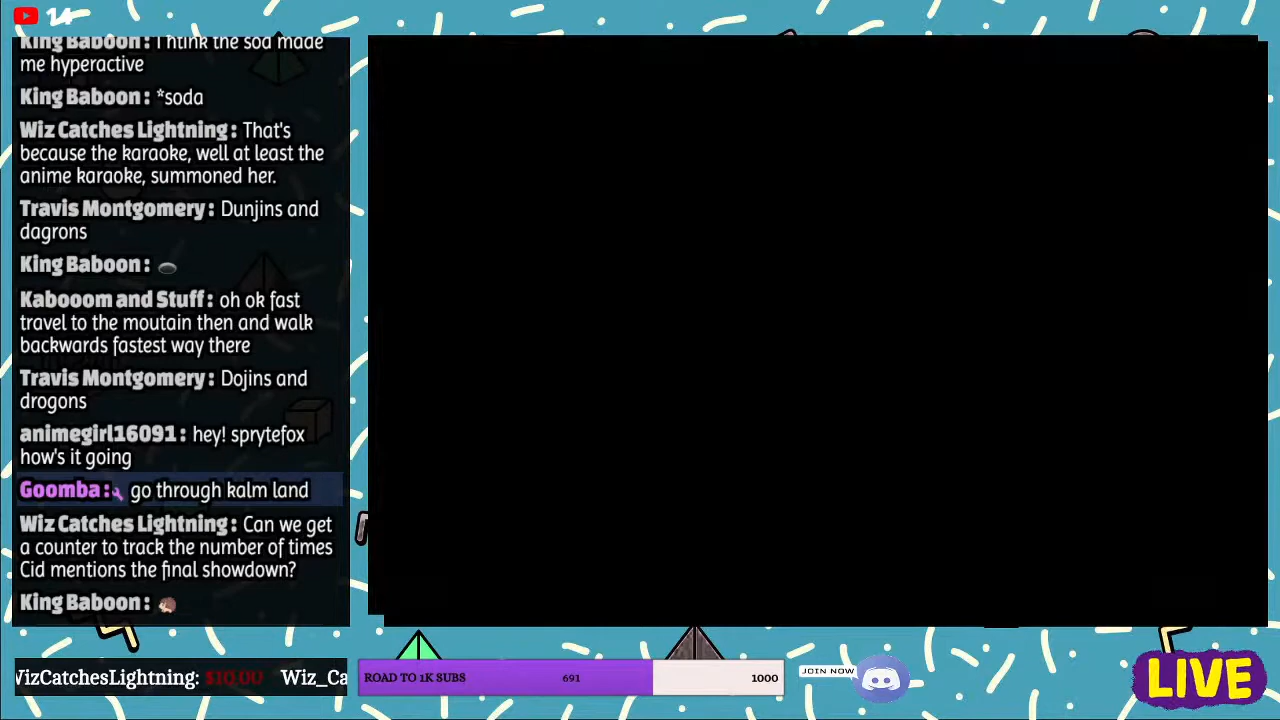 14
King Baboon: I htink the sod made
me hyperactive
King Baboon: *soda
Wiz Catches Lightning: That's
because the karaoke, well at least the
anime karaoke, summoned her.
Travis Montgomery: Dunjins and
dagrons
King Baboon:
Kabooom and Stuff: oh ok fast
travel to the moutain then and walk
backwards fastest way there
Travis Montgomery: Dojins and
drogons
animegirl16091: hey! sprytefox
how's it going
Goomba: go through kalm land
Wiz Catches Lightning: Can we get
a counter to track the number of times
Cid mentions the final showdown?
King Baboon:
WizCatchesLightning: $10.00 Wiz_Ca
ROAD TO 1K SUBS 691 1000
JOIN NOW
LIVE